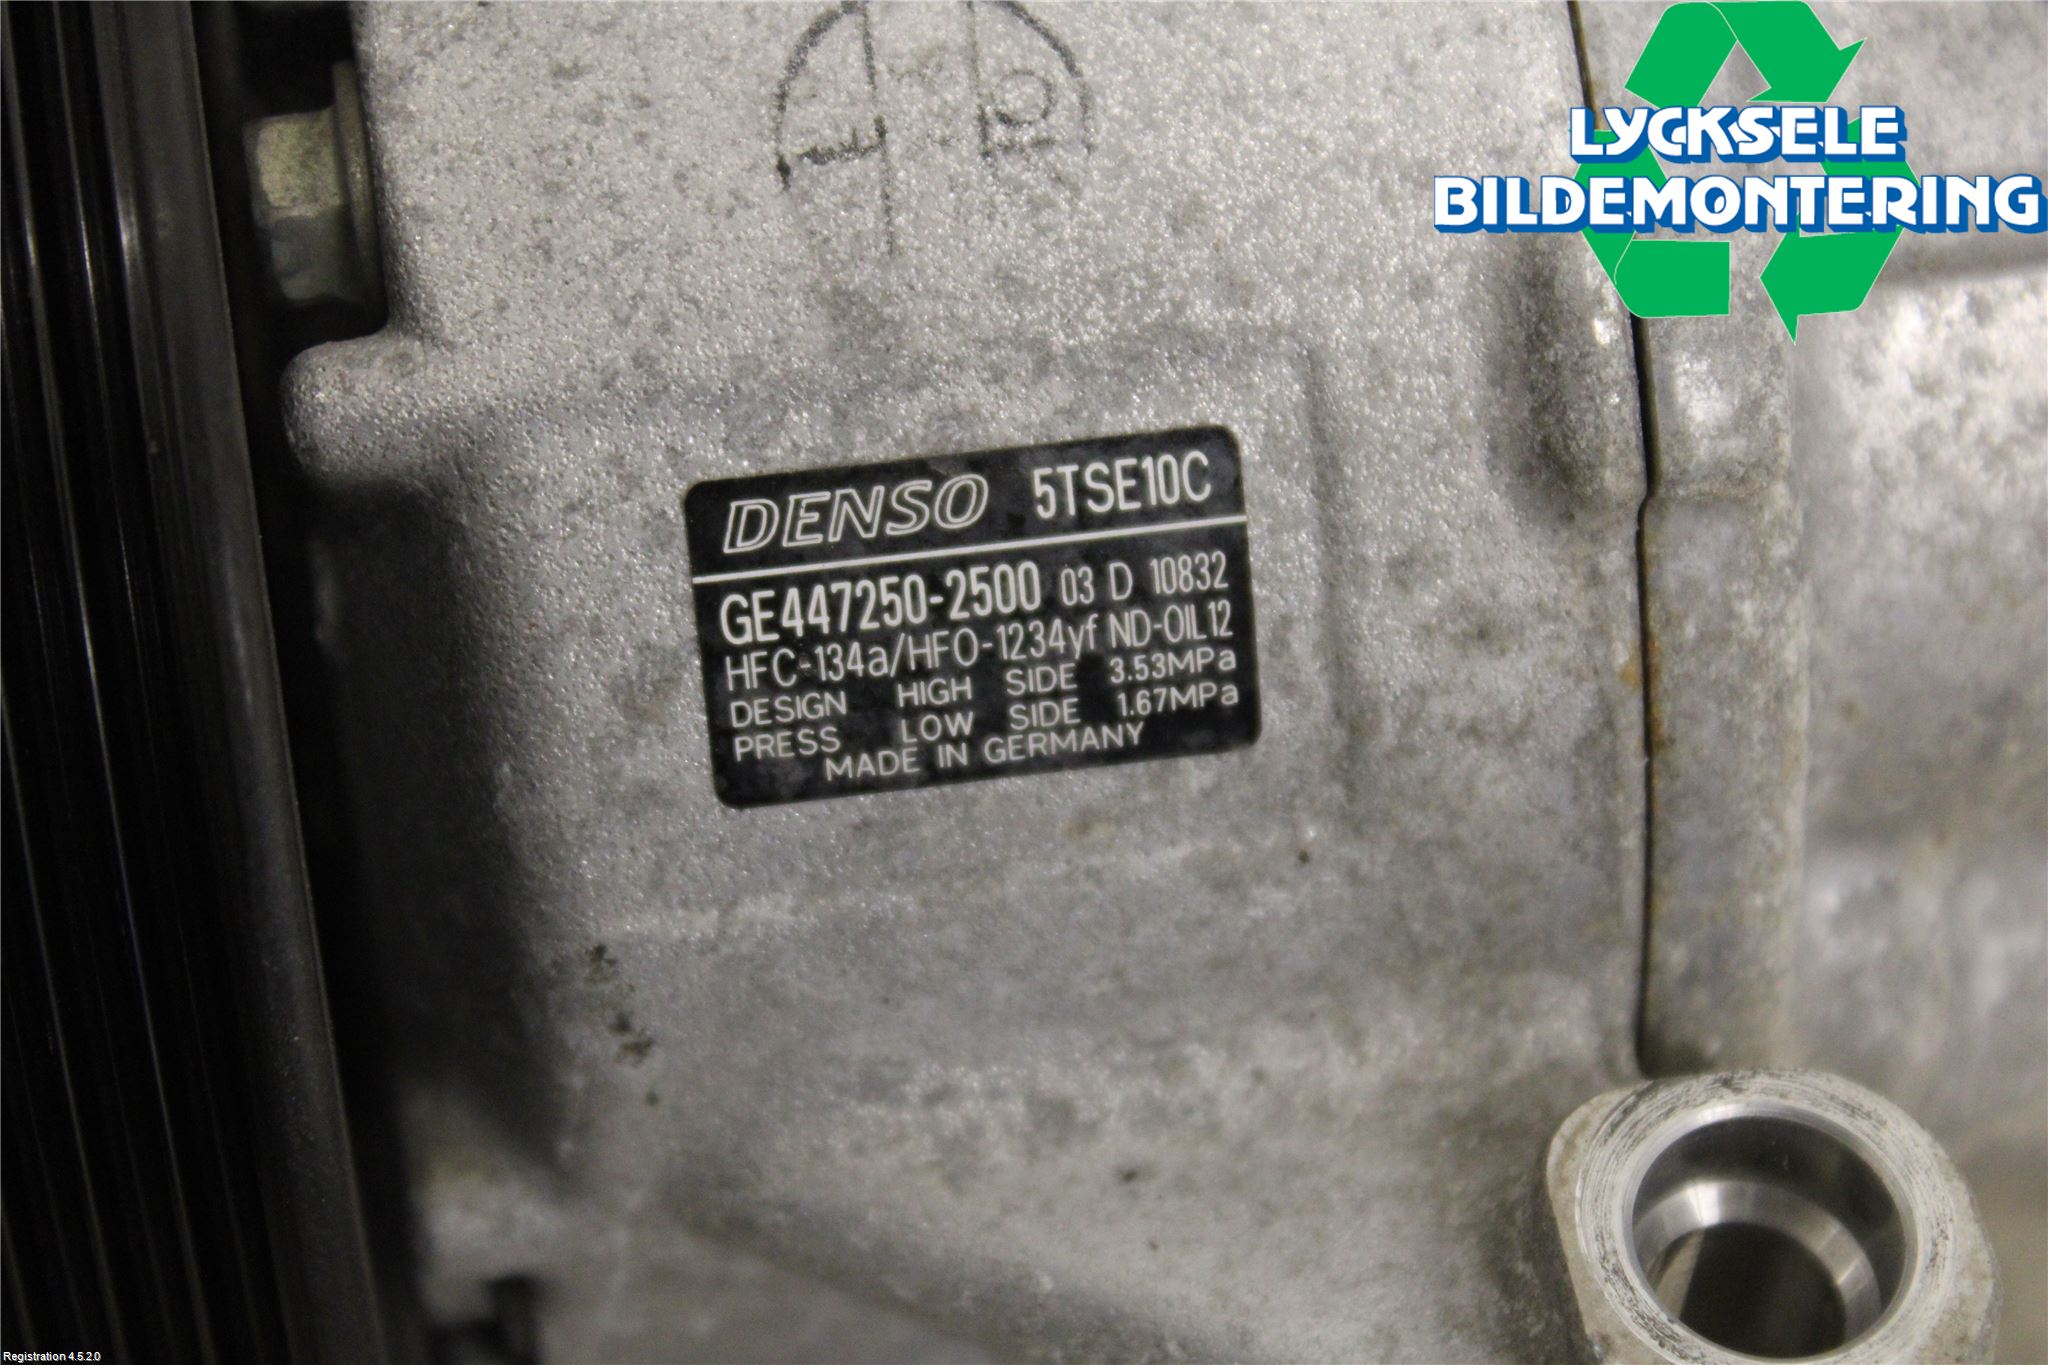 LYCKSELE
BILDEMONTERING
DENSO 5TSE10C
GE447250-2500 03 D 10832
HFC-134a/HFO-1234yf ND-OIL12
DESIGN HIGH SIDE 3.53MPa
PRESS LOW SIDE 1.67MPa
MADE IN GERMANY
Registration 4.5.2.0